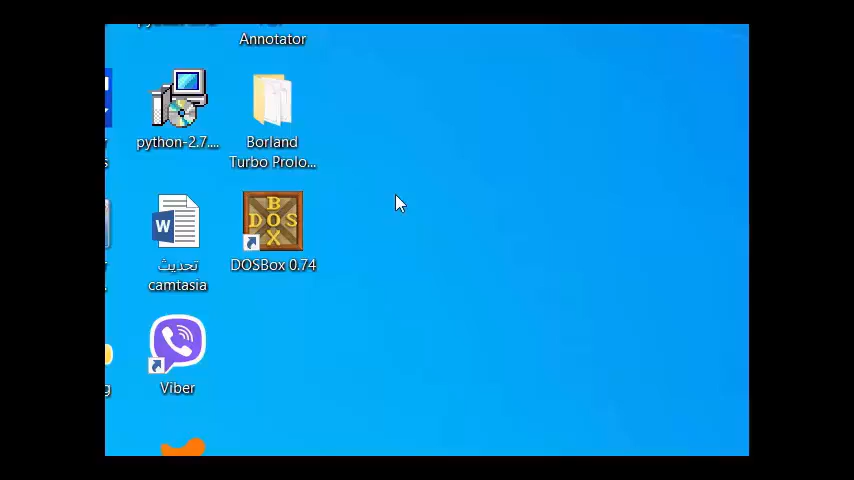 Annotator
python-2.7....
Borland
Turbo Prolo...
W
BOX
DOS
DOSBox 0.74
تحديث
camtasia
Viber